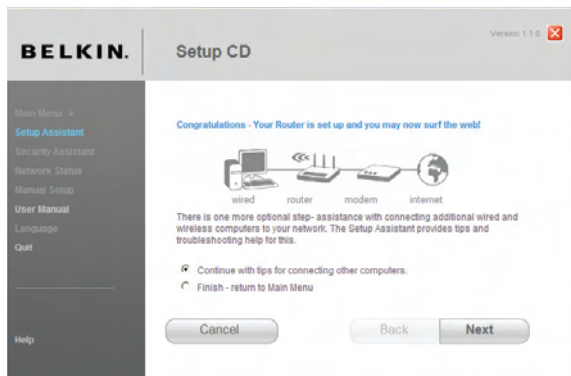 BELKIN.
Setup CD
Version 1.1.0
Main Menu >
Setup Assistant
Security Assistant
Network Status
Manual Setup
User Manual
Language
Quit
Help
Congratulations - Your Router is set up and you may now surf the web!
wired router modem internet
There is one more optional step- assistance with connecting additional wired and
wireless computers to your network. The Setup Assistant provides tips and
troubleshooting help for this.
Continue with tips for connecting other computers.
Finish - return to Main Menu
Cancel Back Next